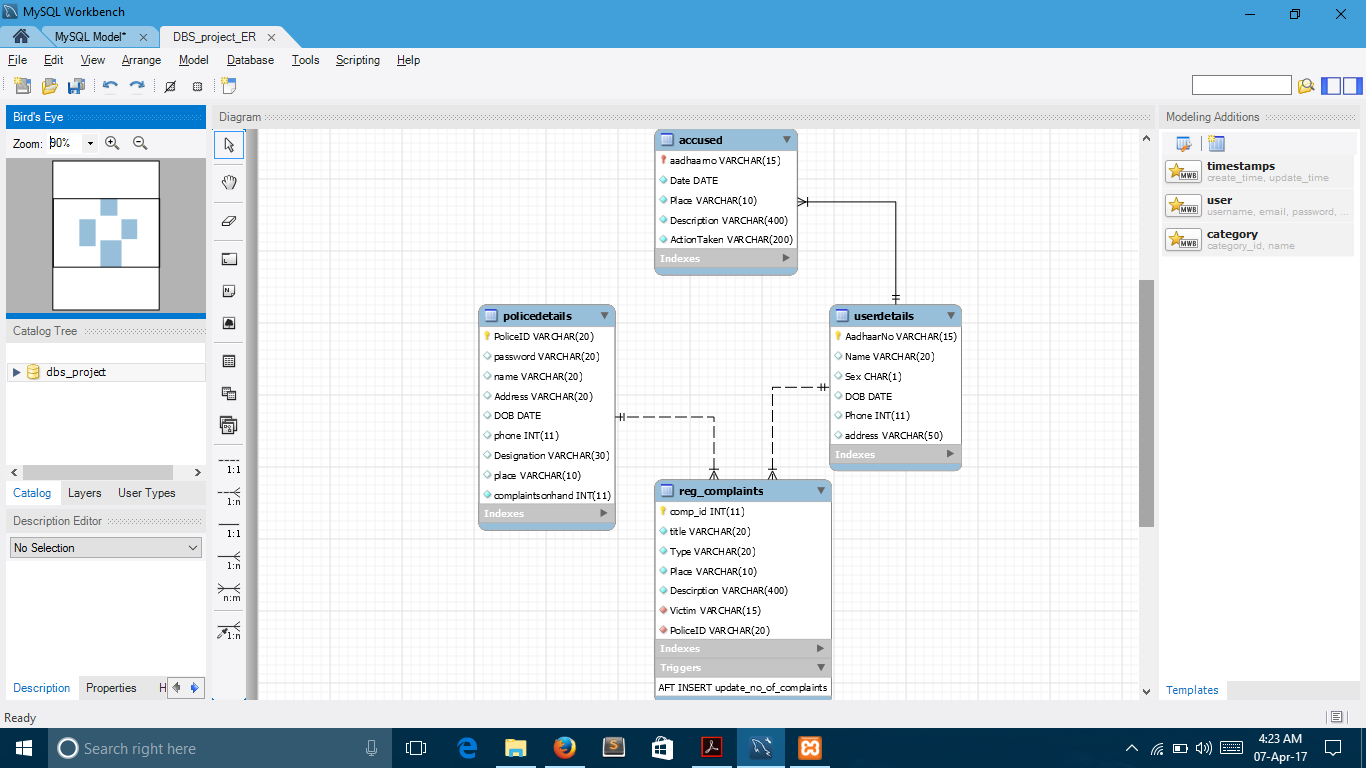 MySQL Workbench
MySQL Model*
DBS_project_ER
File Edit View Arrange Model Database Tools Scripting Help
Bird's Eye
Zoom: 90%
Catalog Tree
dbs_project
Catalog Layers User Types
Description Editor
No Selection
Description Properties H
Diagram
1:1
1:n
1:1
1:n
n:m
1:n
accused
aadhaarno VARCHAR(15)
Date DATE
Place VARCHAR(10)
Description VARCHAR(400)
ActionTaken VARCHAR(200)
Indexes
policedetails
PoliceID VARCHAR(20)
password VARCHAR(20)
name VARCHAR(20)
Address VARCHAR(20)
DOB DATE
phone INT(11)
Designation VARCHAR(30)
place VARCHAR(10)
complaintsonhand INT(11)
Indexes
userdetails
AadhaarNo VARCHAR(15)
Name VARCHAR(20)
Sex CHAR(1)
DOB DATE
Phone INT(11)
address VARCHAR(50)
Indexes
reg_complaints
comp_id INT(11)
title VARCHAR(20)
Type VARCHAR(20)
Place VARCHAR(10)
Descirption VARCHAR(400)
Victim VARCHAR(15)
PoliceID VARCHAR(20)
Indexes
Triggers
AFT INSERT update_no_of_complaints
Modeling Additions
MWB
timestamps
create_time, update_time
MWB
user
username, email, password, ...
MWB
category
category_id, name
Templates
Ready
Search right here
4:23 AM
07-Apr-17